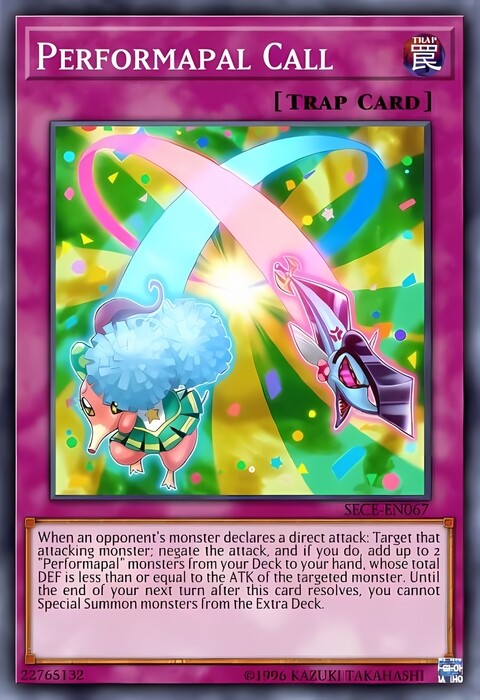 PERFORMAPAL CALL
TRAP
罠
[TRAP CARD]
SECE-EN067
When an opponent's monster declares a direct attack: Target that
attacking monster; negate the attack, and if you do, add up to 2
"Performapal" monsters from your Deck to your hand, whose total
DEF is less than or equal to the ATK of the targeted monster. Until
the end of your next turn after this card resolves, you cannot
Special Summon monsters from the Extra Deck.
22765132
©1996 KAZUKI TAKAHASHI